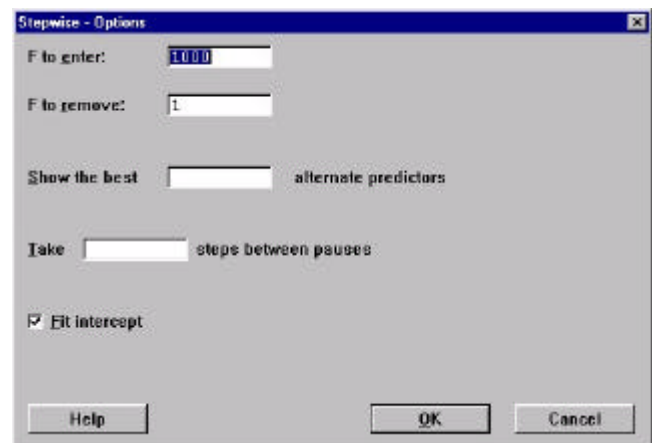 Stepwise - Options
F to enter: 1000
F to remove: 1
Show the best alternate predictors
Take steps between pauses
Fit intercept
Help OK Cancel